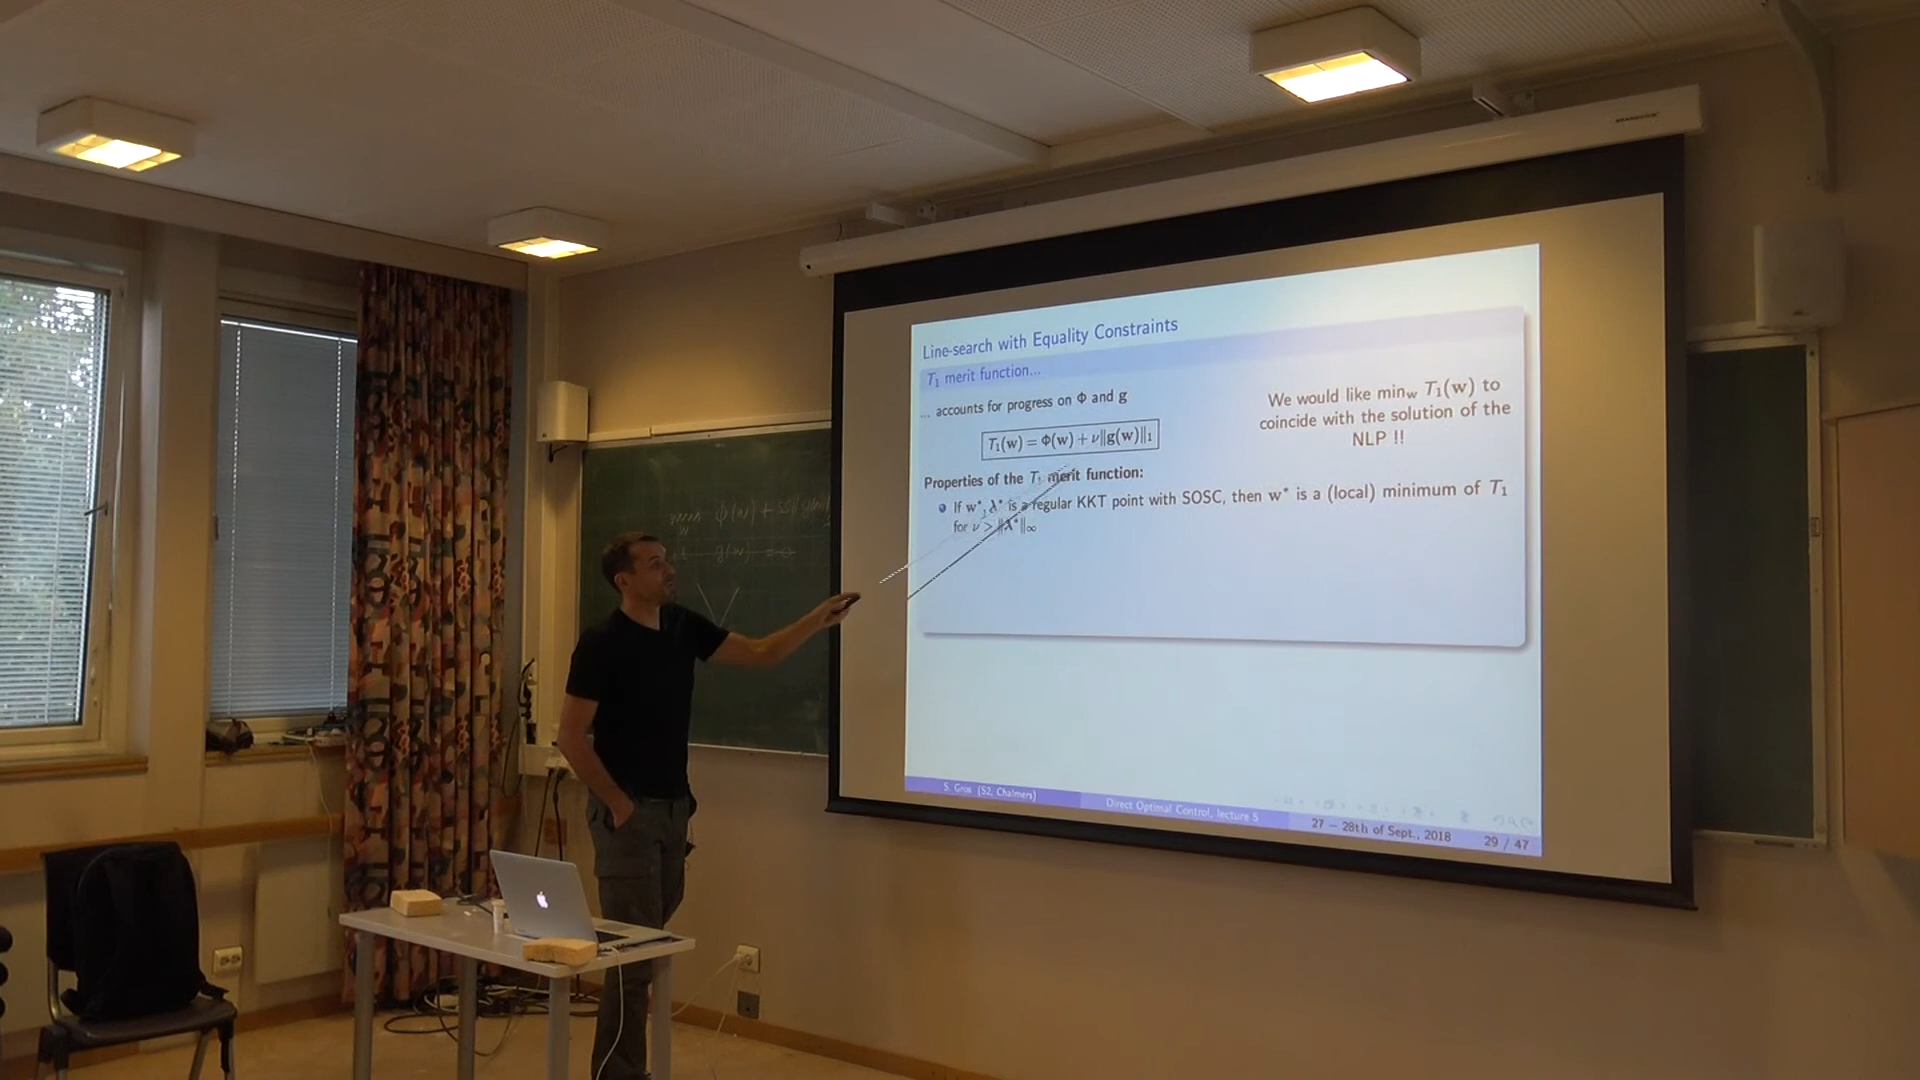 Line-search with Equality Constraints
T₁ merit function...
... accounts for progress on Φ and g
T₁(w) = Φ(w) + ν‖g(w)‖₁
We would like min_w T₁(w) to
coincide with the solution of the
NLP !!
Properties of the T₁ merit function:
If w*, λ* is a regular KKT point with SOSC, then w* is a (local) minimum of T₁
for ν > ‖λ*‖∞
S. Gros (S2, Chalmers)
Direct Optimal Control, lecture 5
27 – 28th of Sept., 2018
29 / 47